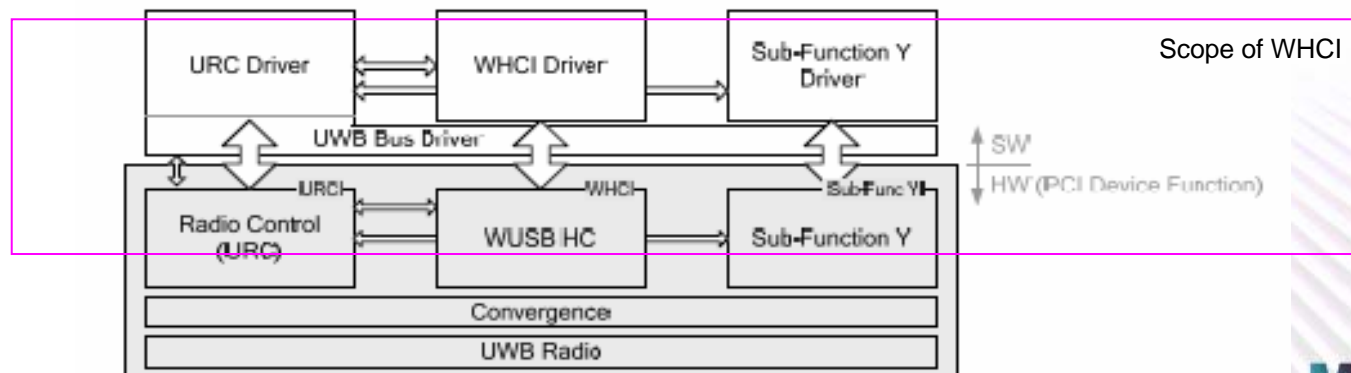 Scope of WHCI
URC Driver
WHCI Driver
Sub-Function Y
Driver
UWB Bus Driver
SW
HW (PCI Device Function)
URCI
WHCI
Sub-Func YI
Radio Control
(URC)
WUSB HC
Sub-Function Y
Convergence
UWB Radio